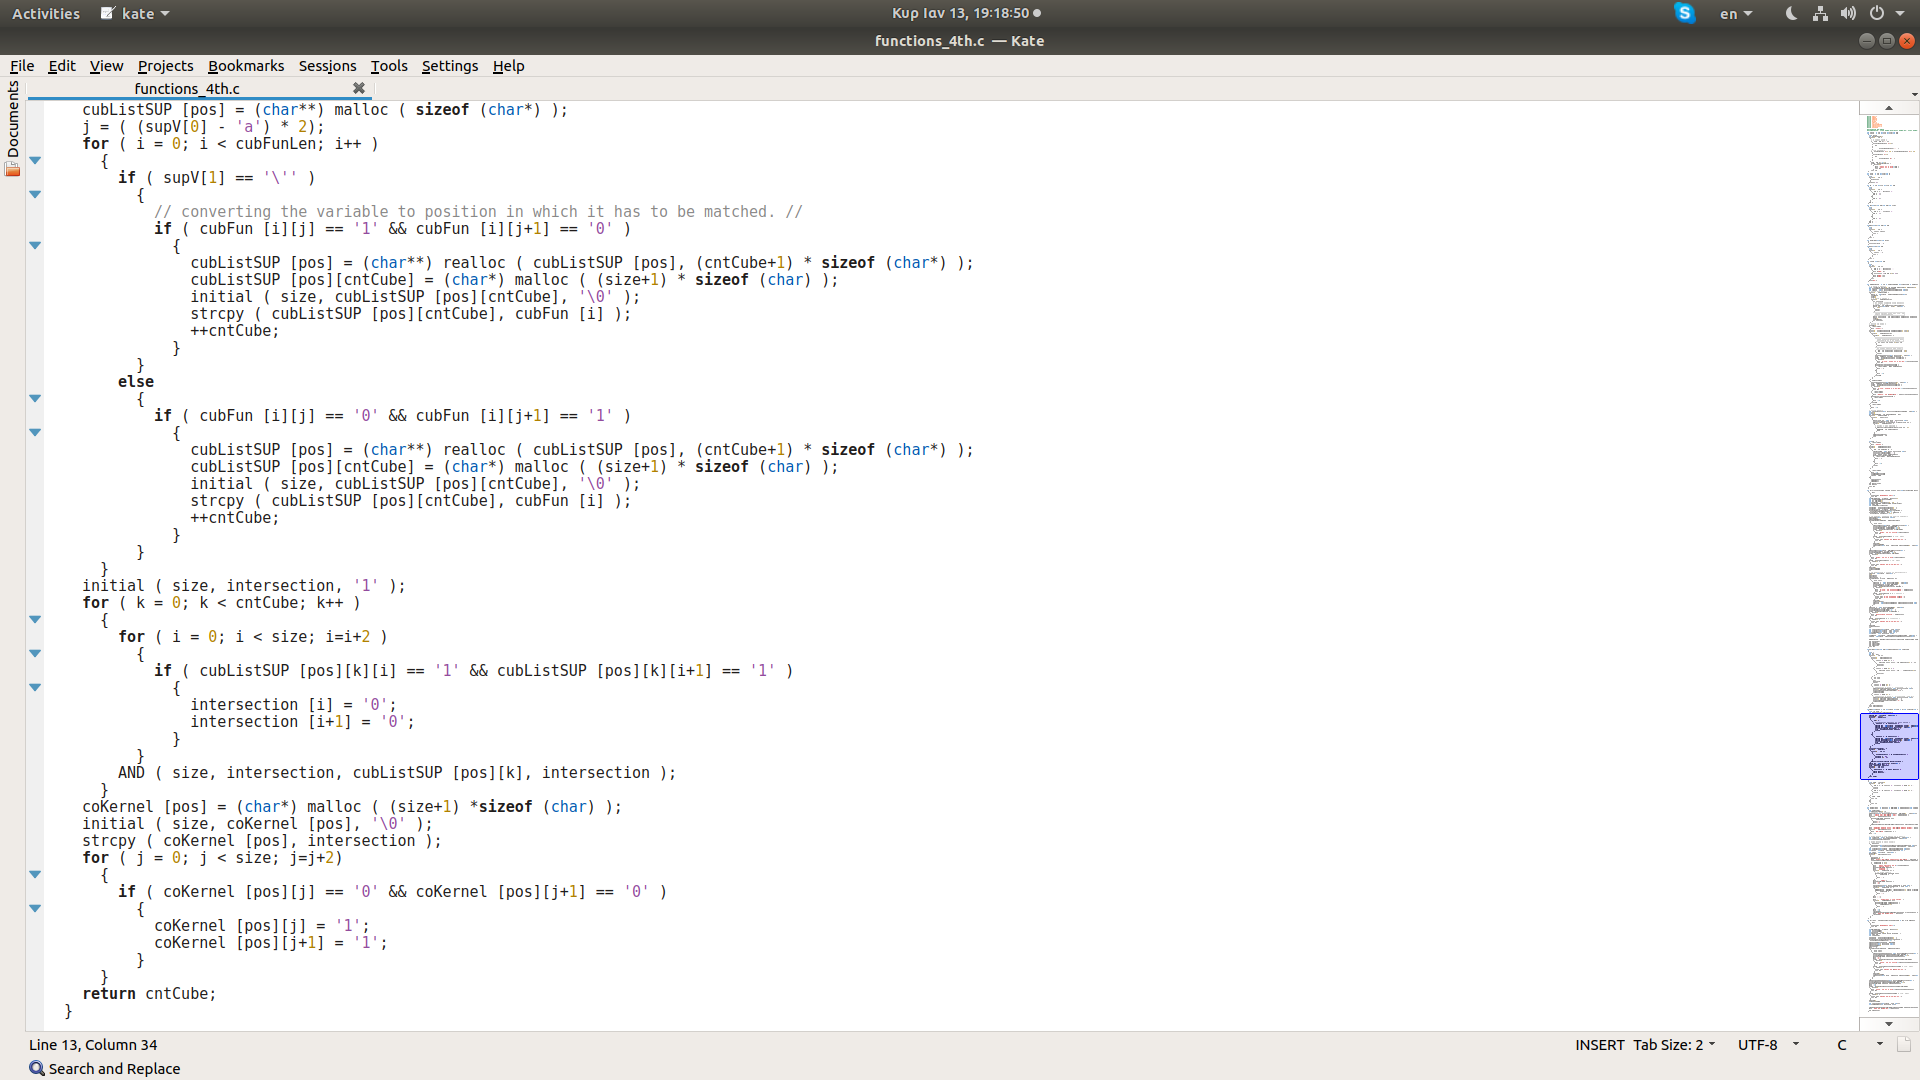 Activities kate Κυρ Ιαν 13, 19:18:50 en
functions_4th.c — Kate
File Edit View Projects Bookmarks Sessions Tools Settings Help
functions_4th.c
Documents
cubListSUP [pos] = (char**) malloc ( sizeof (char*) );
j = ( (supV[0] - 'a') * 2);
for ( i = 0; i < cubFunLen; i++ )
{
if ( supV[1] == '\'' )
{
// converting the variable to position in which it has to be matched. //
if ( cubFun [i][j] == '1' && cubFun [i][j+1] == '0' )
{
cubListSUP [pos] = (char**) realloc ( cubListSUP [pos], (cntCube+1) * sizeof (char*) );
cubListSUP [pos][cntCube] = (char*) malloc ( (size+1) * sizeof (char) );
initial ( size, cubListSUP [pos][cntCube], '\0' );
strcpy ( cubListSUP [pos][cntCube], cubFun [i] );
++cntCube;
}
}
else
{
if ( cubFun [i][j] == '0' && cubFun [i][j+1] == '1' )
{
cubListSUP [pos] = (char**) realloc ( cubListSUP [pos], (cntCube+1) * sizeof (char*) );
cubListSUP [pos][cntCube] = (char*) malloc ( (size+1) * sizeof (char) );
initial ( size, cubListSUP [pos][cntCube], '\0' );
strcpy ( cubListSUP [pos][cntCube], cubFun [i] );
++cntCube;
}
}
}
initial ( size, intersection, '1' );
for ( k = 0; k < cntCube; k++ )
{
for ( i = 0; i < size; i=i+2 )
{
if ( cubListSUP [pos][k][i] == '1' && cubListSUP [pos][k][i+1] == '1' )
{
intersection [i] = '0';
intersection [i+1] = '0';
}
}
AND ( size, intersection, cubListSUP [pos][k], intersection );
}
coKernel [pos] = (char*) malloc ( (size+1) *sizeof (char) );
initial ( size, coKernel [pos], '\0' );
strcpy ( coKernel [pos], intersection );
for ( j = 0; j < size; j=j+2)
{
if ( coKernel [pos][j] == '0' && coKernel [pos][j+1] == '0' )
{
coKernel [pos][j] = '1';
coKernel [pos][j+1] = '1';
}
}
return cntCube;
}
Line 13, Column 34 INSERT Tab Size: 2 UTF-8 C
Search and Replace